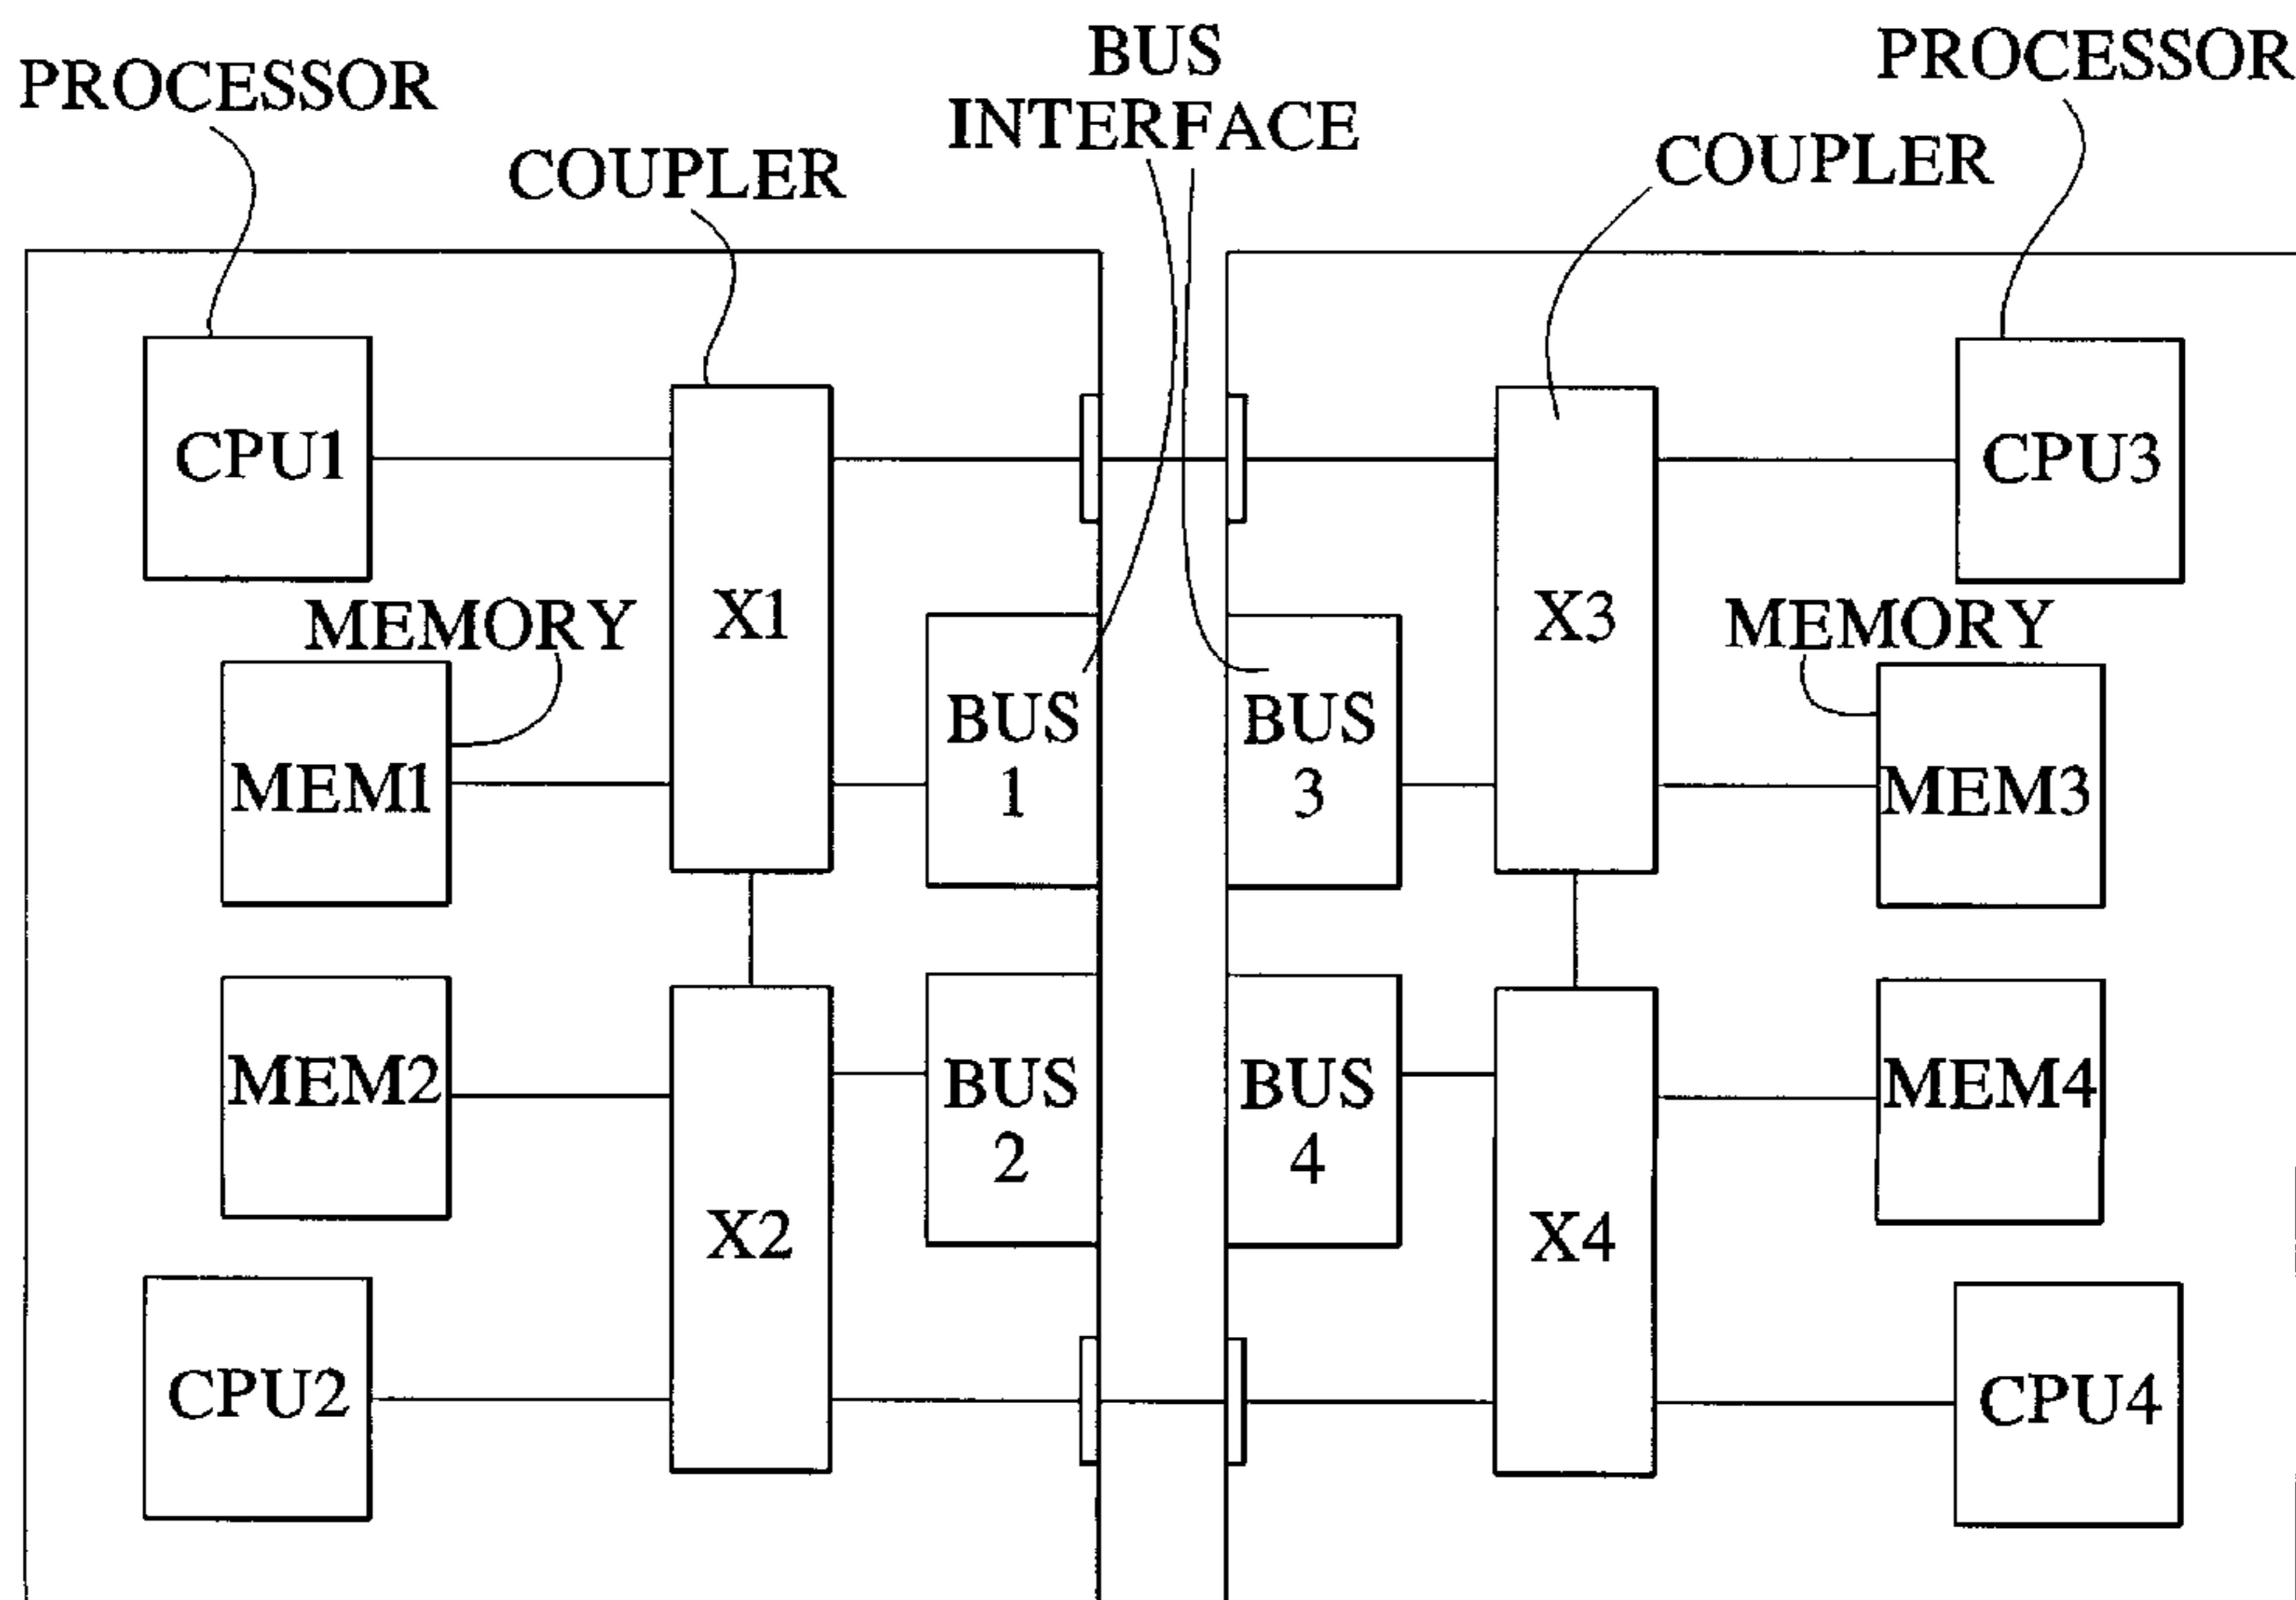 BUS
INTERFACE
PROCESSOR
PROCESSOR
COUPLER
COUPLER
CPU1
CPU3
X1
X3
MEMORY
MEMORY
MEM1
BUS
1
BUS
3
MEM3
MEM2
BUS
2
BUS
4
MEM4
X2
X4
CPU2
CPU4